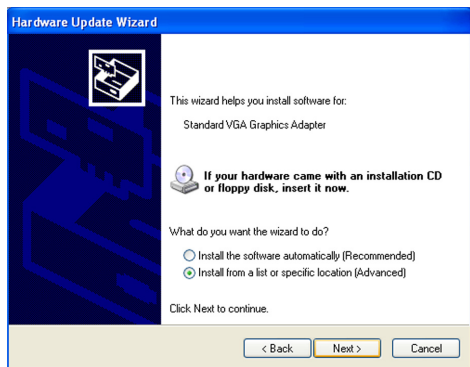 Hardware Update Wizard
This wizard helps you install software for:
Standard VGA Graphics Adapter
If your hardware came with an installation CD
or floppy disk, insert it now.
What do you want the wizard to do?
Install the software automatically (Recommended)
Install from a list or specific location (Advanced)
Click Next to continue.
< Back Next > Cancel